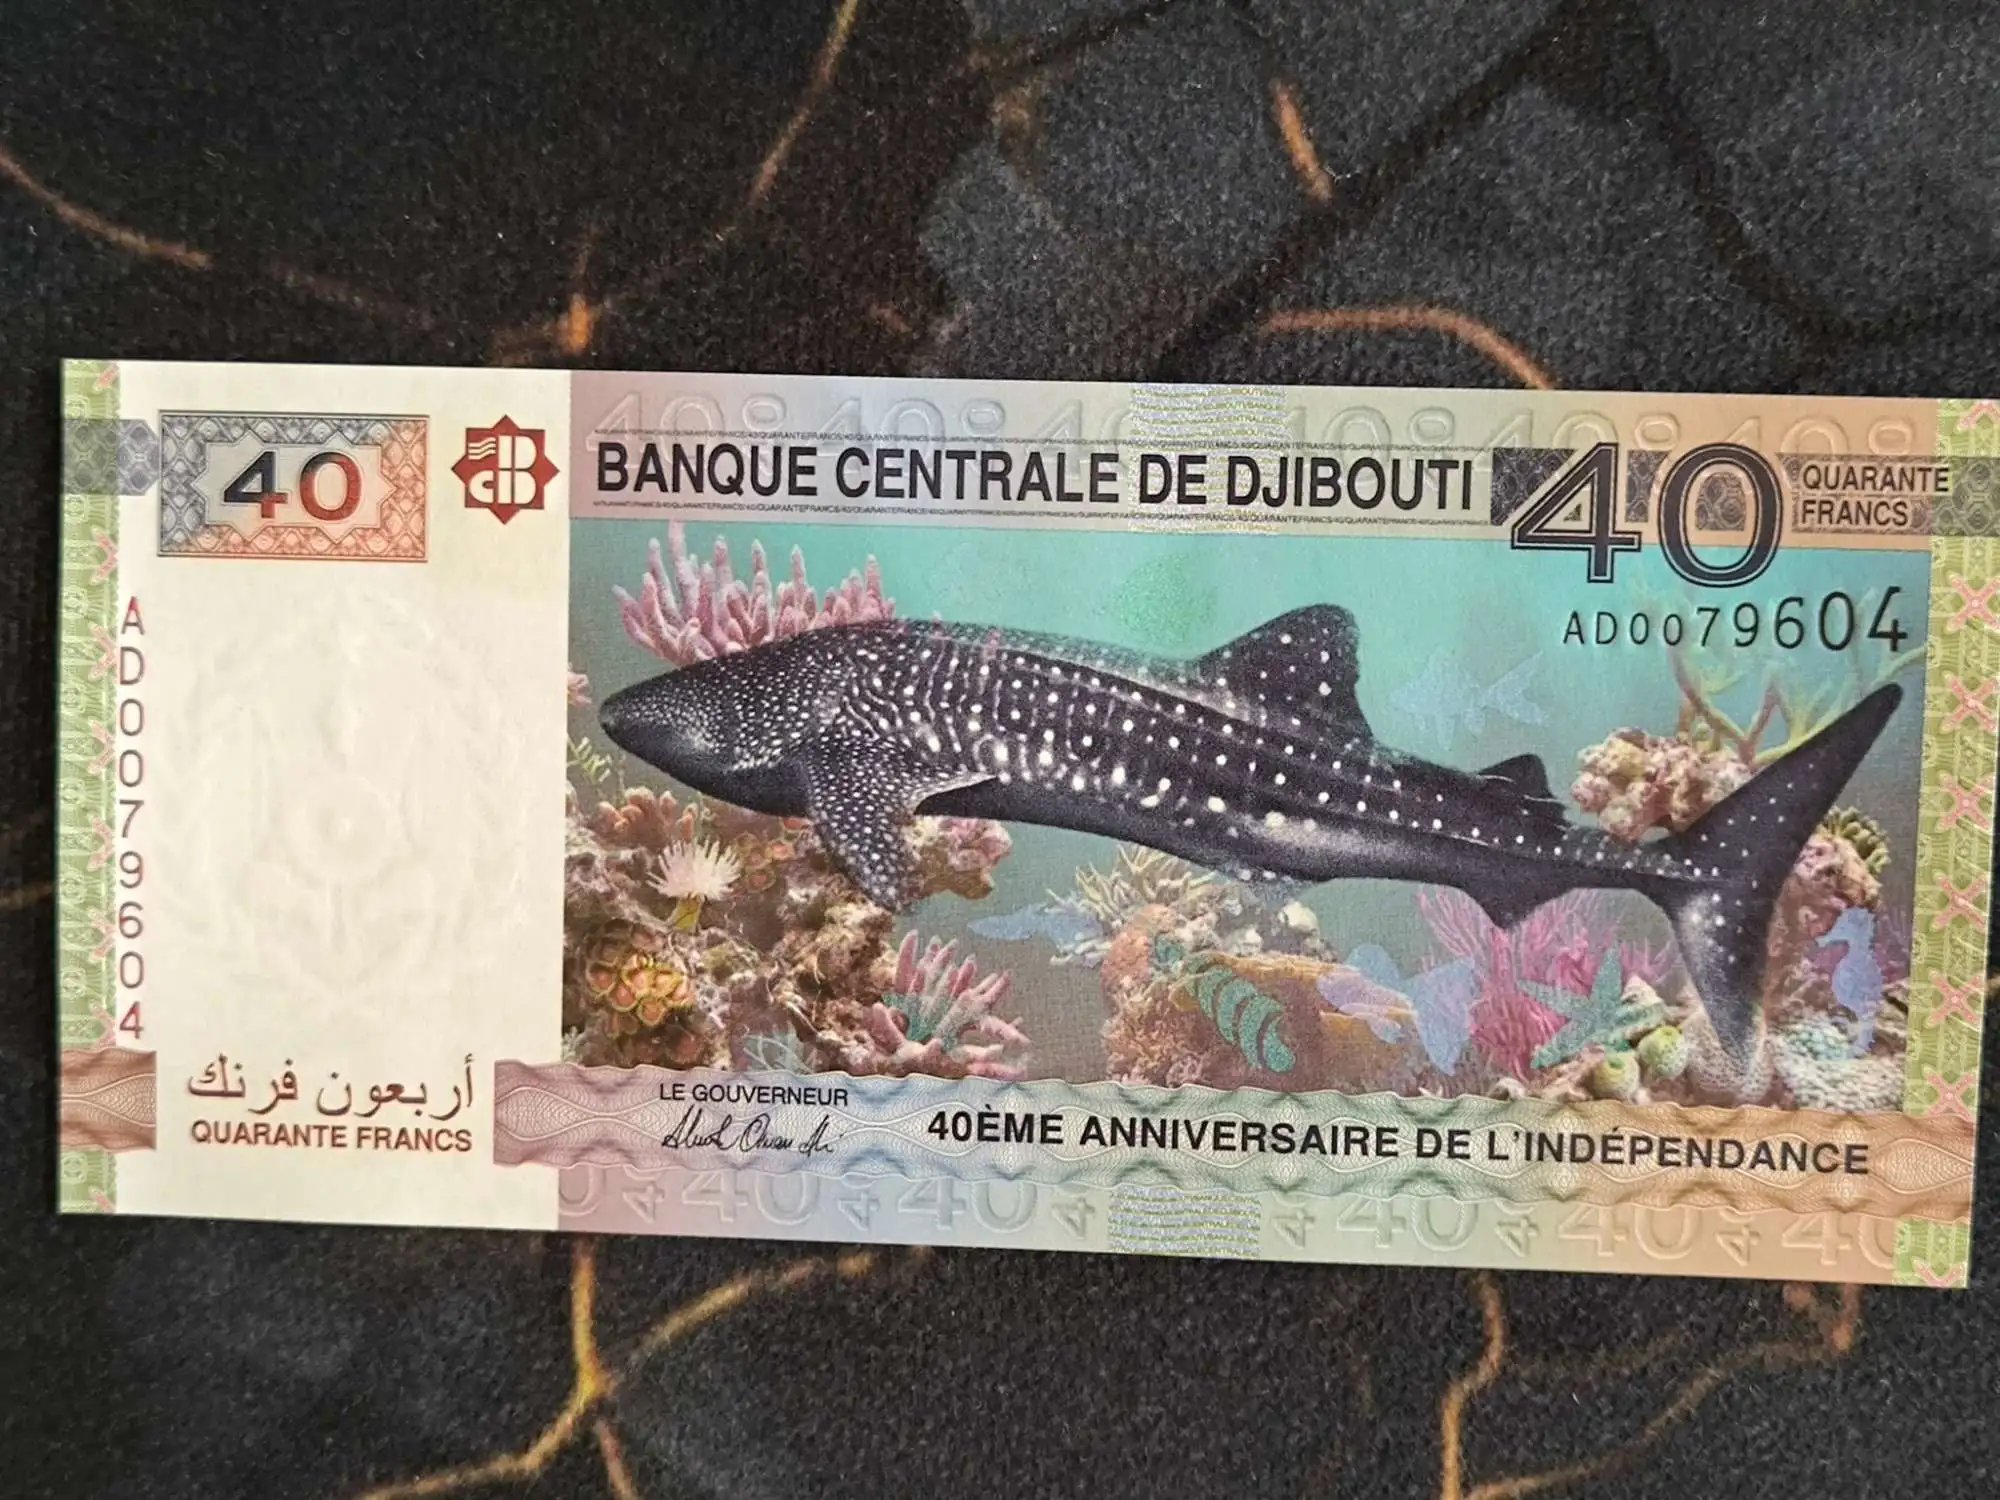 40
BANQUE CENTRALE DE DJIBOUTI
40
QUARANTE
FRANCS
AD0079604
AD0079604
أربعون فرنك
QUARANTE FRANCS
LE GOUVERNEUR
40ÈME ANNIVERSAIRE DE L'INDÉPENDANCE